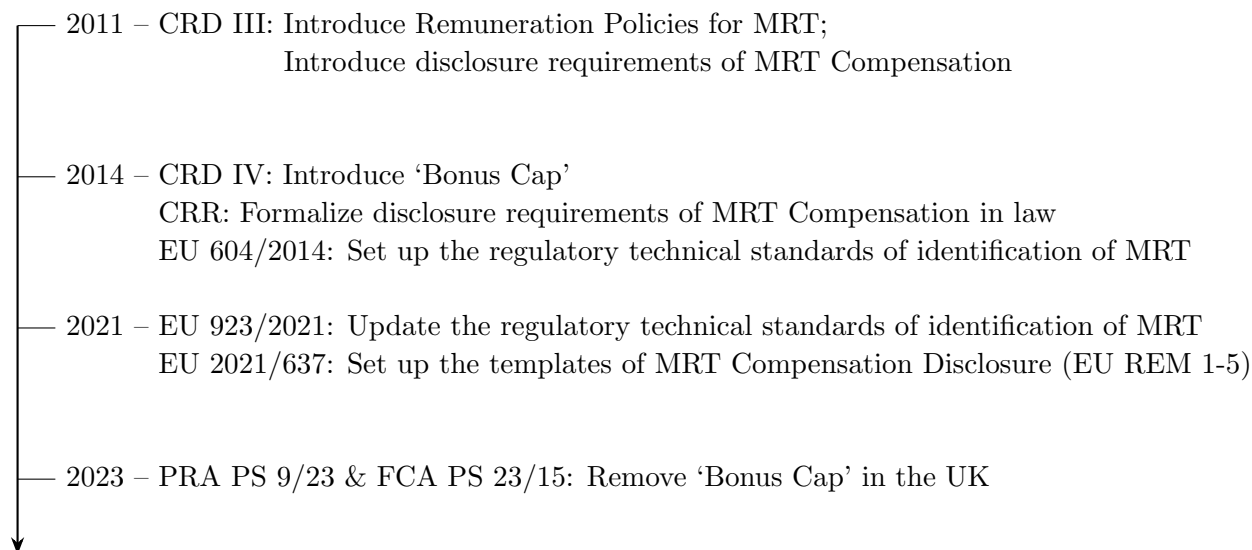 2011 – CRD III: Introduce Remuneration Policies for MRT;
Introduce disclosure requirements of MRT Compensation
2014 – CRD IV: Introduce ‘Bonus Cap’
CRR: Formalize disclosure requirements of MRT Compensation in law
EU 604/2014: Set up the regulatory technical standards of identification of MRT
2021 – EU 923/2021: Update the regulatory technical standards of identification of MRT
EU 2021/637: Set up the templates of MRT Compensation Disclosure (EU REM 1-5)
2023 – PRA PS 9/23 & FCA PS 23/15: Remove ‘Bonus Cap’ in the UK